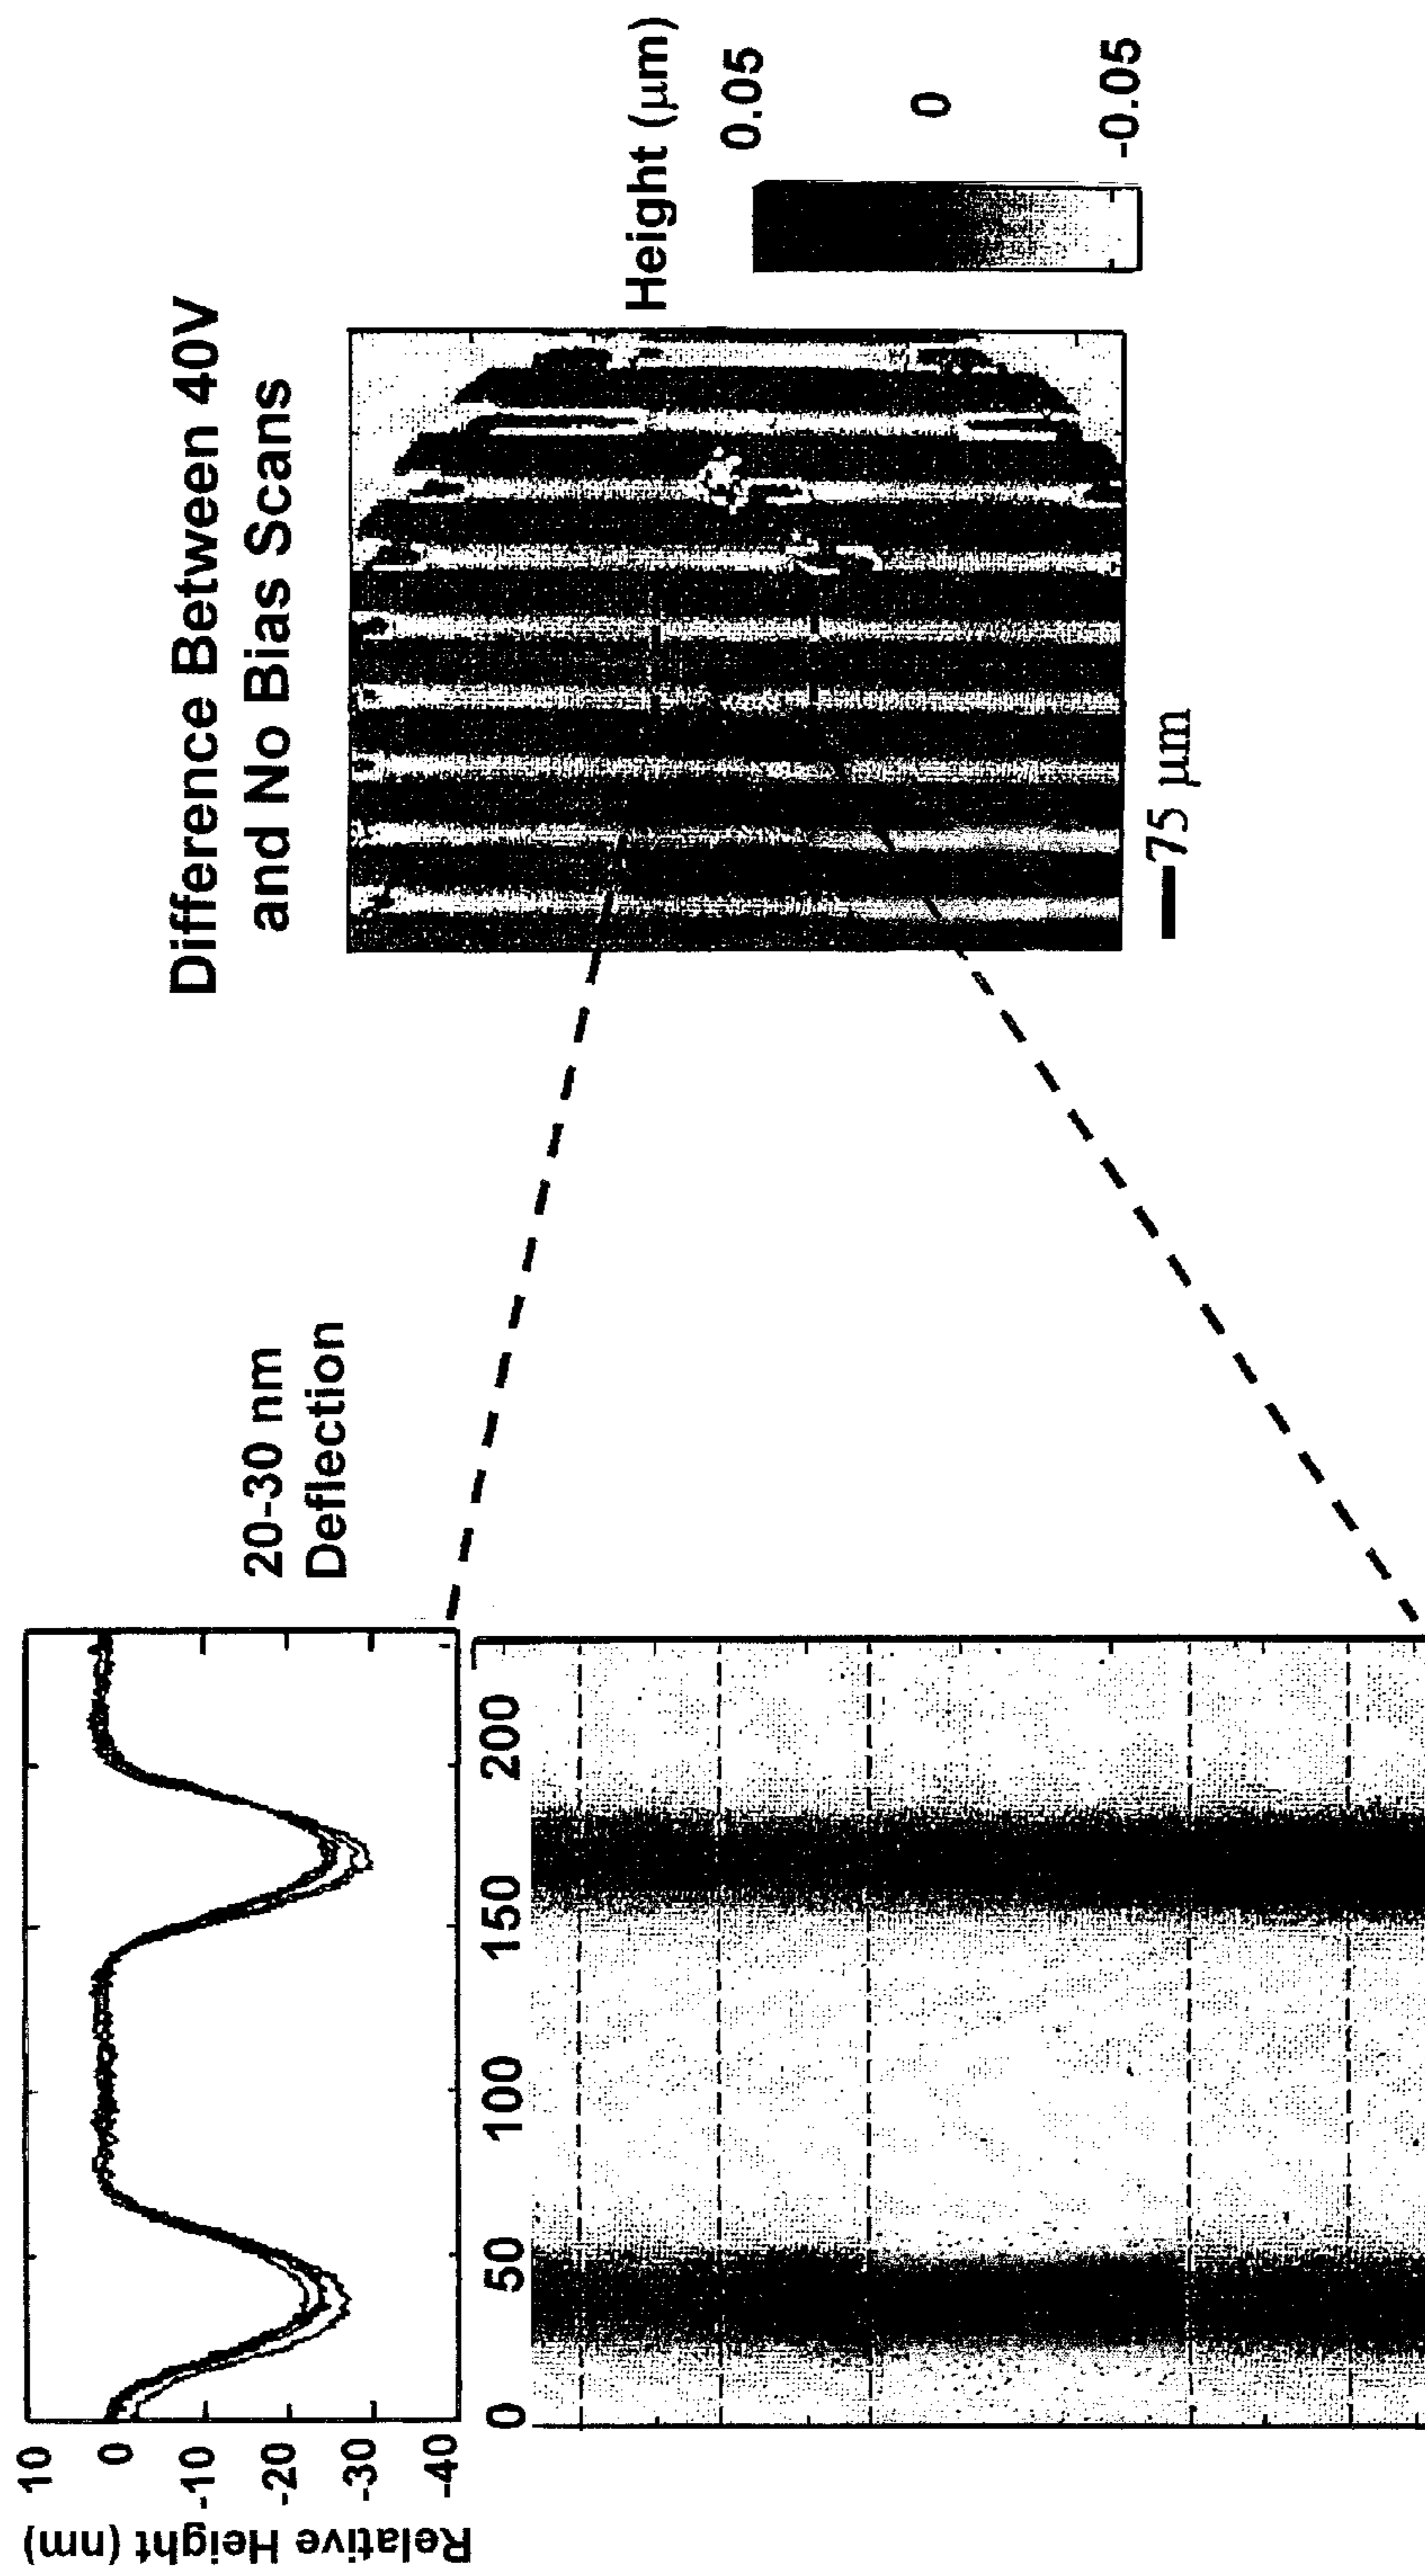 Difference Between 40V
and No Bias Scans
20-30 nm
Deflection
Relative Height (nm)
10
0
-10
-20
-30
-40
0
50
100
150
200
Height (μm)
0.05
0
-0.05
75 μm